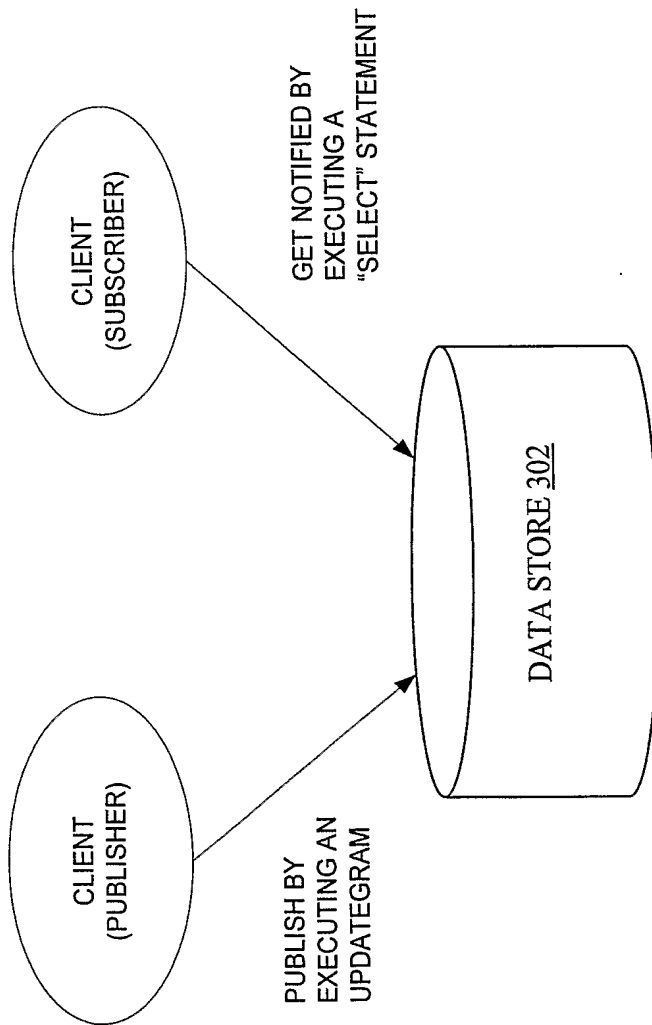 CLIENT
(PUBLISHER)
CLIENT
(SUBSCRIBER)
PUBLISH BY
EXECUTING AN
UPDATEGRAM
GET NOTIFIED BY
EXECUTING A
"SELECT" STATEMENT
DATA STORE 302